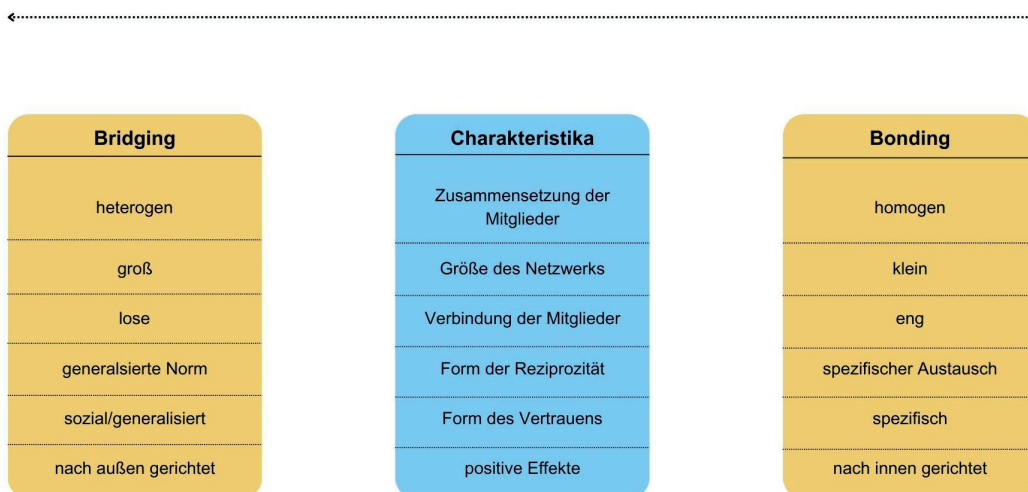 Bridging
Charakteristika
Bonding
heterogen
Zusammensetzung der
Mitglieder
homogen
groß
Größe des Netzwerks
klein
lose
Verbindung der Mitglieder
eng
generalsierte Norm
Form der Reziprozität
spezifischer Austausch
sozial/generalisiert
Form des Vertrauens
spezifisch
nach außen gerichtet
positive Effekte
nach innen gerichtet